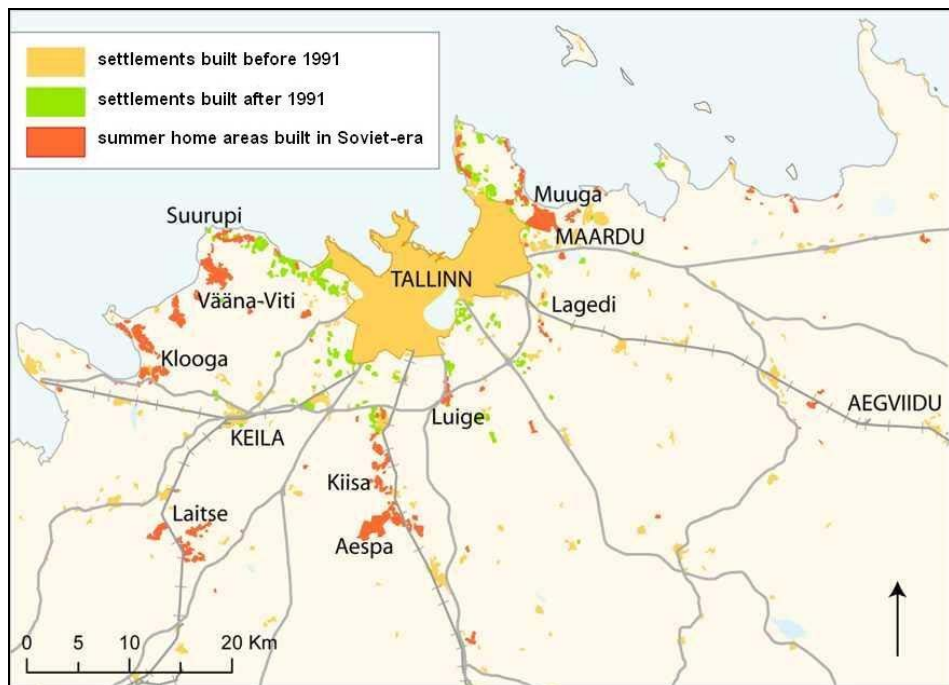 settlements built before 1991
settlements built after 1991
summer home areas built in Soviet-era
Muuga
Suurupi
MAARDU
TALLINN
Vääna-Viti
Lagedi
Klooga
AEGVIIDU
Luige
KEILA
Kiisa
Laitse
Aespa
0 5 10 20 Km